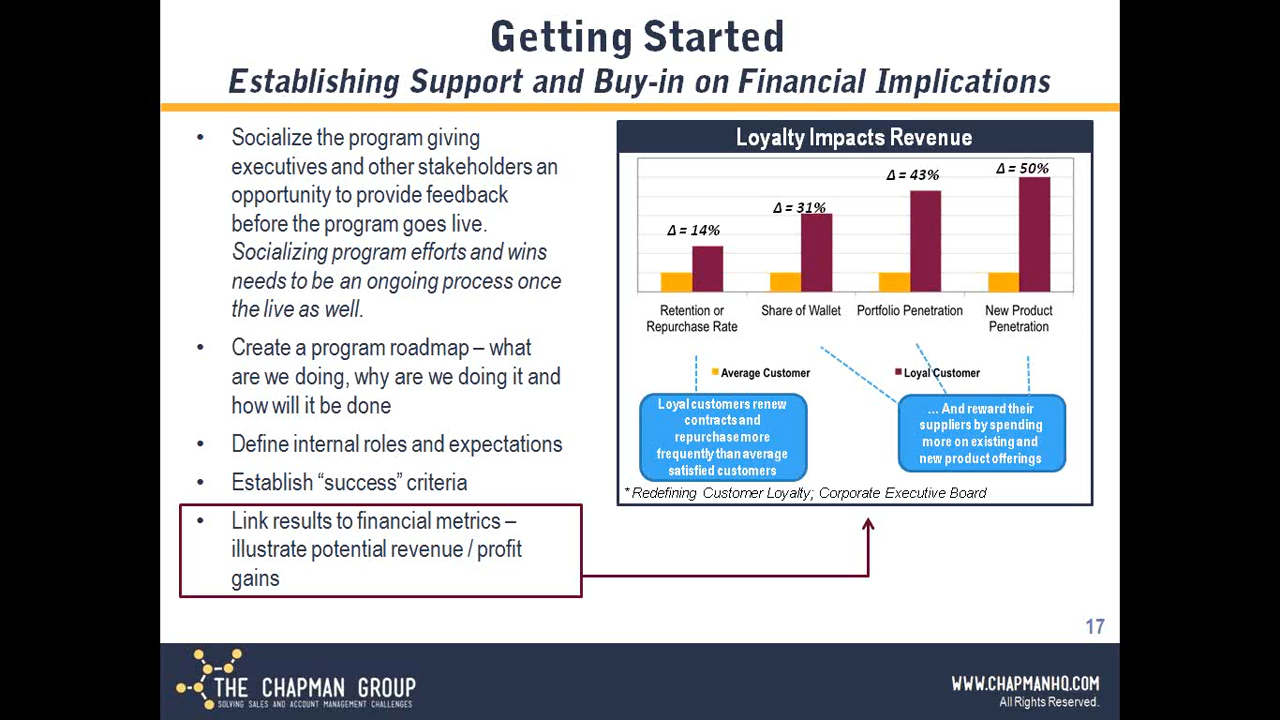 Getting Started
Establishing Support and Buy-in on Financial Implications
• Socialize the program giving
executives and other stakeholders an
opportunity to provide feedback
before the program goes live.
Socializing program efforts and wins
needs to be an ongoing process once
the live as well.
• Create a program roadmap – what
are we doing, why are we doing it and
how will it be done
• Define internal roles and expectations
• Establish “success” criteria
• Link results to financial metrics –
illustrate potential revenue / profit
gains
Loyalty Impacts Revenue
Δ = 14%
Δ = 31%
Δ = 43%
Δ = 50%
Retention or
Repurchase Rate
Share of Wallet
Portfolio Penetration
New Product
Penetration
Average Customer
Loyal Customer
Loyal customers renew
contracts and
repurchase more
frequently than average
satisfied customers
... And reward their
suppliers by spending
more on existing and
new product offerings
* Redefining Customer Loyalty; Corporate Executive Board
17
THE CHAPMAN GROUP
SOLVING SALES AND ACCOUNT MANAGEMENT CHALLENGES
WWW.CHAPMANHQ.COM
All Rights Reserved.